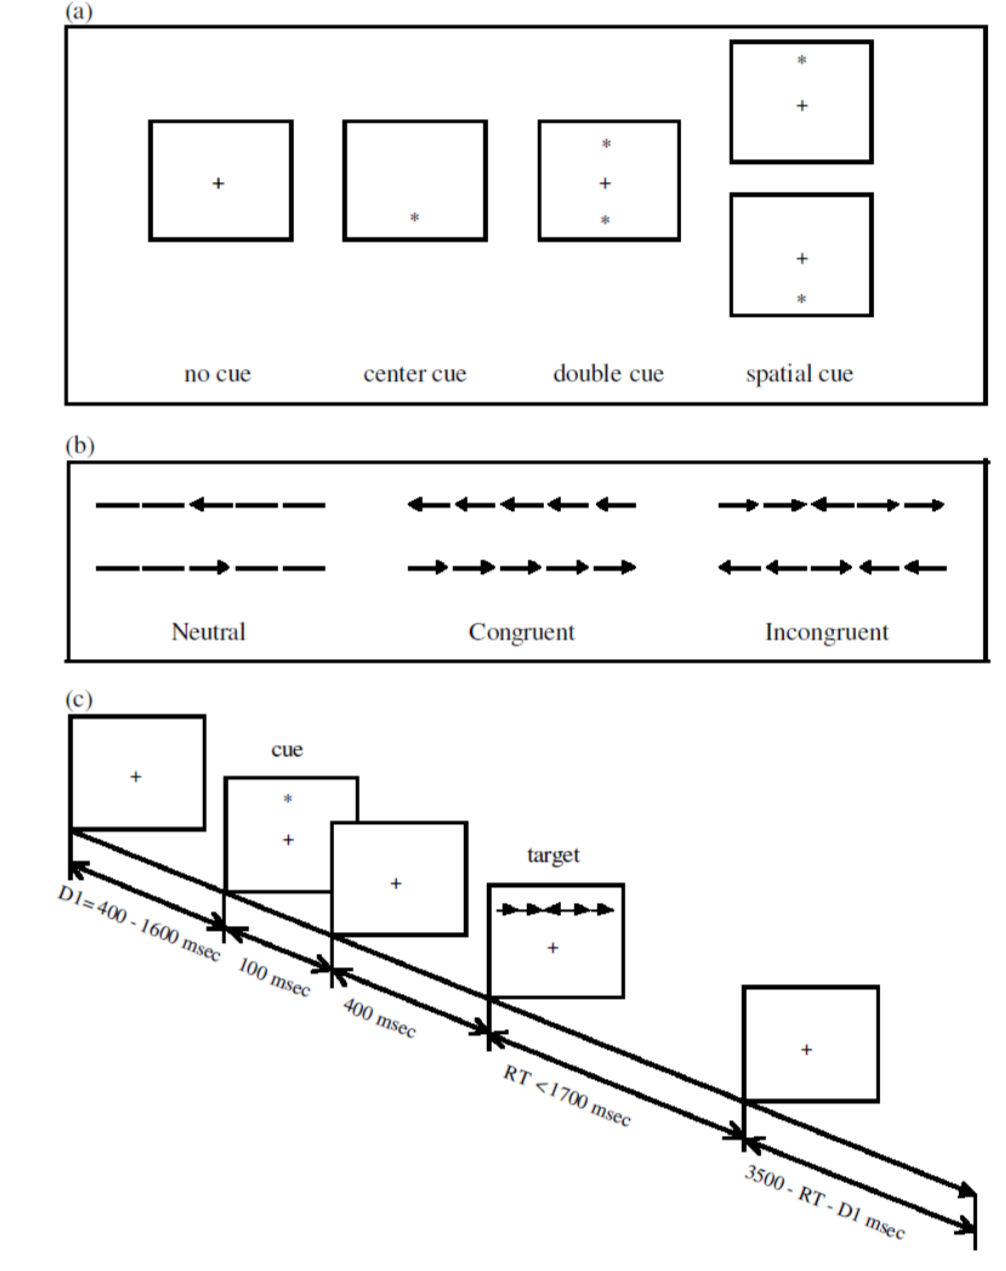 (a)
*
+
*
+
+
*
*
+
+
*
no cue
center cue
double cue
spatial cue
(b)
Neutral
Congruent
Incongruent
(c)
+
cue
*
+
+
target
+
+
D1=400 - 1600 msec
100 msec
400 msec
RT <1700 msec
3500 - RT - D1 msec